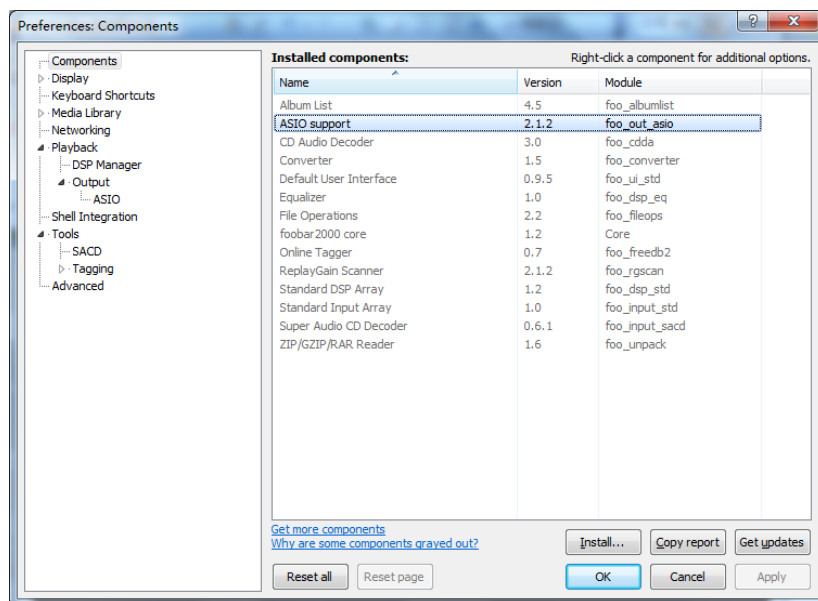 Preferences: Components
Components
Display
Keyboard Shortcuts
Media Library
Networking
Playback
DSP Manager
Output
ASIO
Shell Integration
Tools
SACD
Tagging
Advanced
Installed components: Right-click a component for additional options.
Name Version Module
Album List 4.5 foo_albumlist
ASIO support 2.1.2 foo_out_asio
CD Audio Decoder 3.0 foo_cdda
Converter 1.5 foo_converter
Default User Interface 0.9.5 foo_ui_std
Equalizer 1.0 foo_dsp_eq
File Operations 2.2 foo_fileops
foobar2000 core 1.2 Core
Online Tagger 0.7 foo_freedb2
ReplayGain Scanner 2.1.2 foo_rgscan
Standard DSP Array 1.2 foo_dsp_std
Standard Input Array 1.0 foo_input_std
Super Audio CD Decoder 0.6.1 foo_input_sacd
ZIP/GZIP/RAR Reader 1.6 foo_unpack
Get more components
Why are some components grayed out?
Install... Copy report Get updates
Reset all Reset page OK Cancel Apply